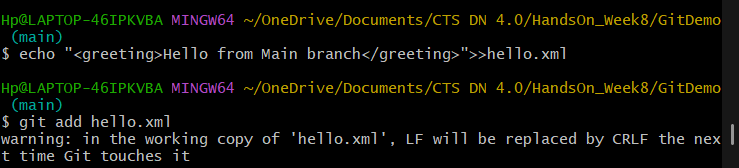 Hp@LAPTOP-46IPKVBA MINGW64 ~/OneDrive/Documents/CTS DN 4.0/HandsOn_Week8/GitDemo
 (main)
$ echo "<greeting>Hello from Main branch</greeting>">>hello.xml
Hp@LAPTOP-46IPKVBA MINGW64 ~/OneDrive/Documents/CTS DN 4.0/HandsOn_Week8/GitDemo
 (main)
$ git add hello.xml
warning: in the working copy of 'hello.xml', LF will be replaced by CRLF the nex
t time Git touches it